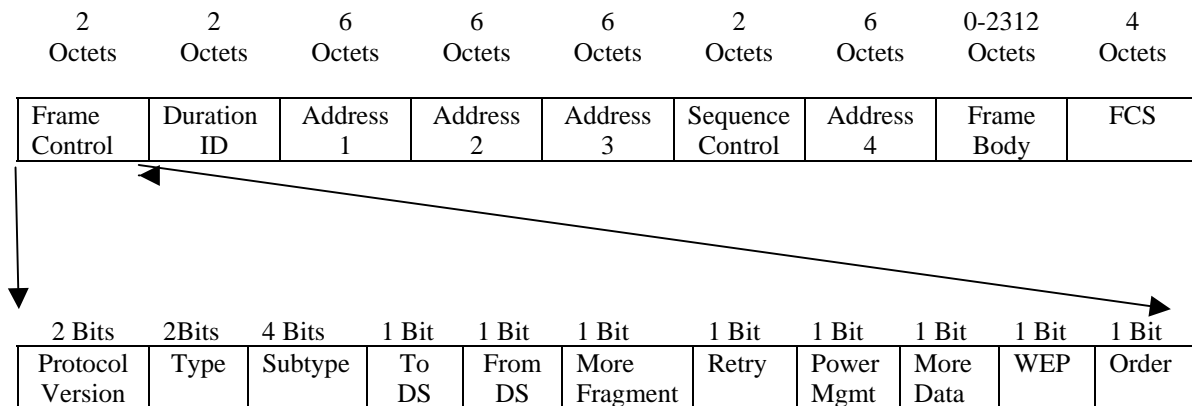 2 2 6 6 6 2 6 0-2312 4
Octets Octets Octets Octets Octets Octets Octets Octets Octets
Frame Duration Address Address Address Sequence Address Frame FCS
Control ID 1 2 3 Control 4 Body
2 Bits 2Bits 4 Bits 1 Bit 1 Bit 1 Bit 1 Bit 1 Bit 1 Bit 1 Bit 1 Bit
Protocol Type Subtype To From More Retry Power More WEP Order
Version DS DS Fragment Mgmt Data